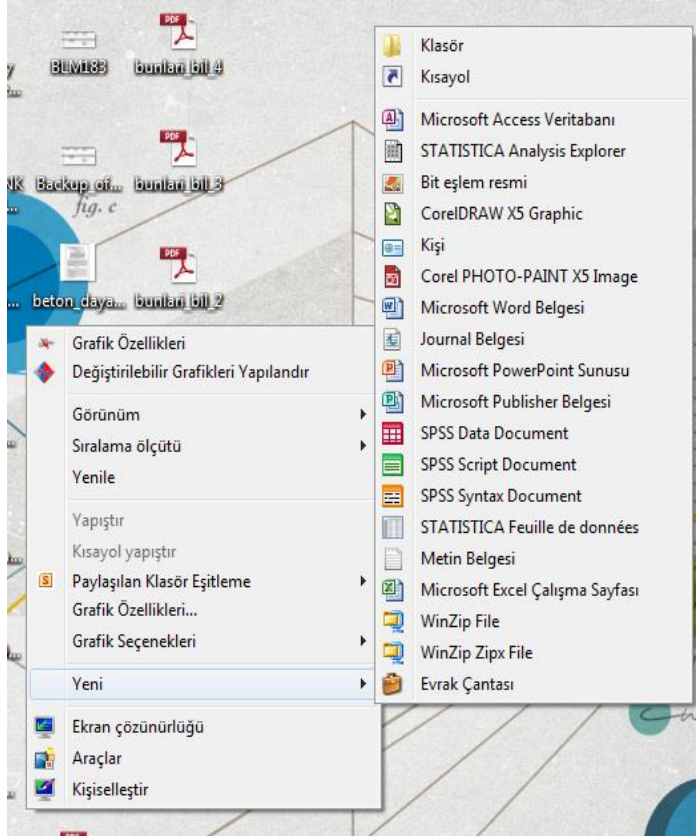 BLM183
bunlari_bil_4
Backup_of...
bunlari_bil_3
fig. c
beton_daya...
bunlari_bil_2
Grafik Özellikleri
Değiştirilebilir Grafikleri Yapılandır
Görünüm
Sıralama ölçütü
Yenile
Yapıştır
Kısayol yapıştır
Paylaşılan Klasör Eşitleme
Grafik Özellikleri...
Grafik Seçenekleri
Yeni
Ekran çözünürlüğü
Araçlar
Kişiselleştir
Klasör
Kısayol
Microsoft Access Veritabanı
STATISTICA Analysis Explorer
Bit eşlem resmi
CorelDRAW X5 Graphic
Kişi
Corel PHOTO-PAINT X5 Image
Microsoft Word Belgesi
Journal Belgesi
Microsoft PowerPoint Sunusu
Microsoft Publisher Belgesi
SPSS Data Document
SPSS Script Document
SPSS Syntax Document
STATISTICA Feuille de données
Metin Belgesi
Microsoft Excel Çalışma Sayfası
WinZip File
WinZip Zipx File
Evrak Çantası